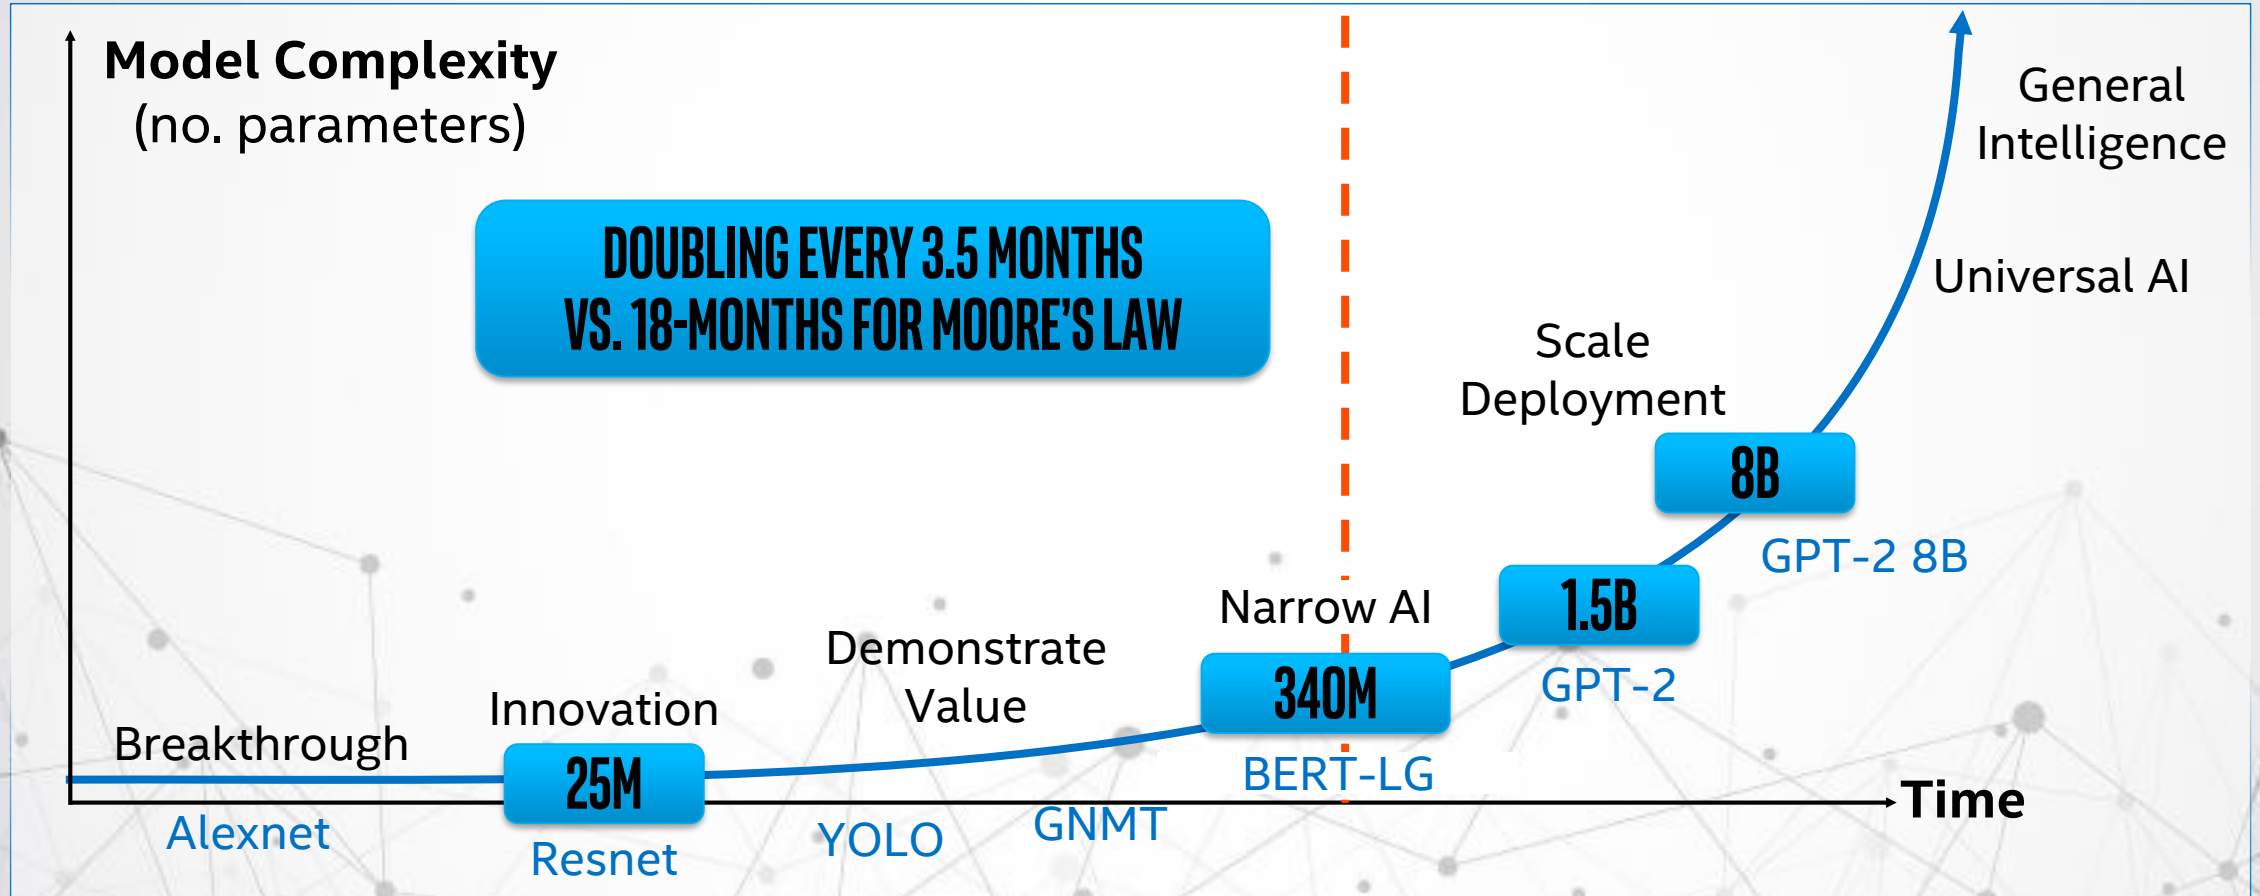 Model Complexity
(no. parameters)
DOUBLING EVERY 3.5 MONTHS
VS. 18-MONTHS FOR MOORE'S LAW
General
Intelligence
Universal AI
Scale
Deployment
8B
GPT-2 8B
1.5B
GPT-2
Narrow AI
340M
BERT-LG
Demonstrate
Value
Innovation
25M
Breakthrough
Time
Alexnet
Resnet
YOLO
GNMT